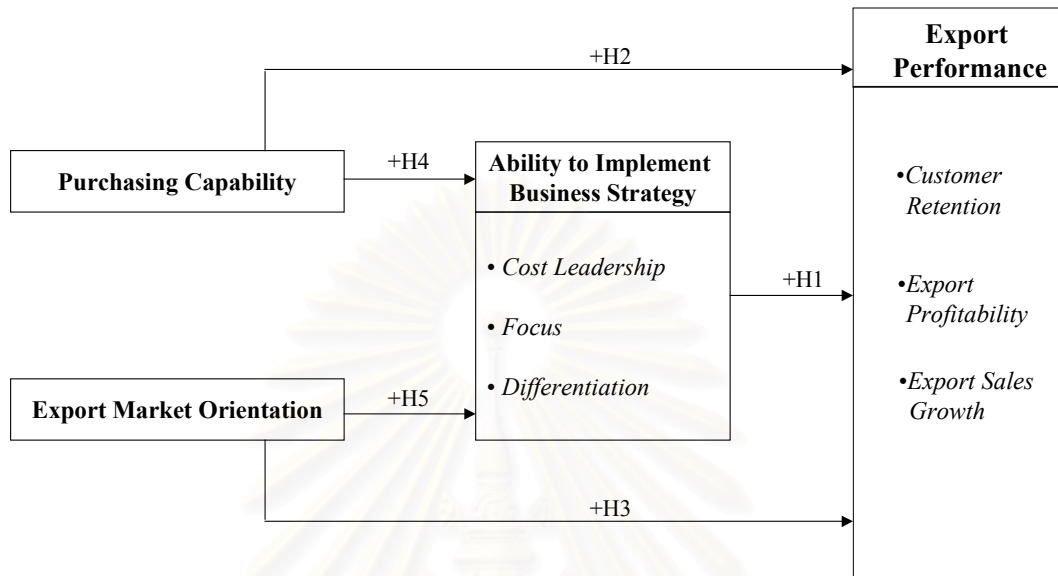 Export
Performance
+H2
Purchasing Capability
+H4
Ability to Implement
Business Strategy
•Customer
Retention
• Cost Leadership
+H1
•Export
Profitability
• Focus
• Differentiation
•Export Sales
Growth
Export Market Orientation
+H5
+H3